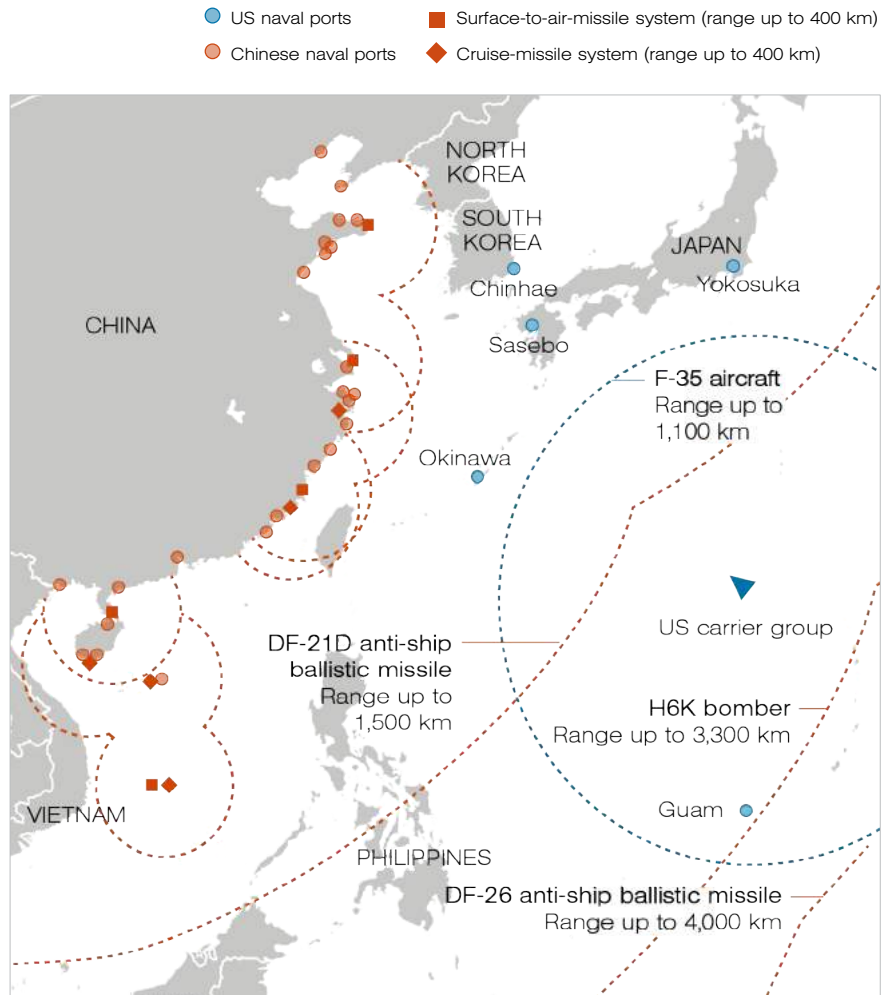 US naval ports
Surface-to-air-missile system (range up to 400 km)
Chinese naval ports
Cruise-missile system (range up to 400 km)
NORTH
KOREA
SOUTH
KOREA
JAPAN
Chinhae
Yokosuka
CHINA
Sasebo
F-35 aircraft
Range up to
1,100 km
Okinawa
US carrier group
DF-21D anti-ship
ballistic missile
Range up to
1,500 km
H6K bomber
Range up to 3,300 km
Guam
VIETNAM
PHILIPPINES
DF-26 anti-ship ballistic missile
Range up to 4,000 km